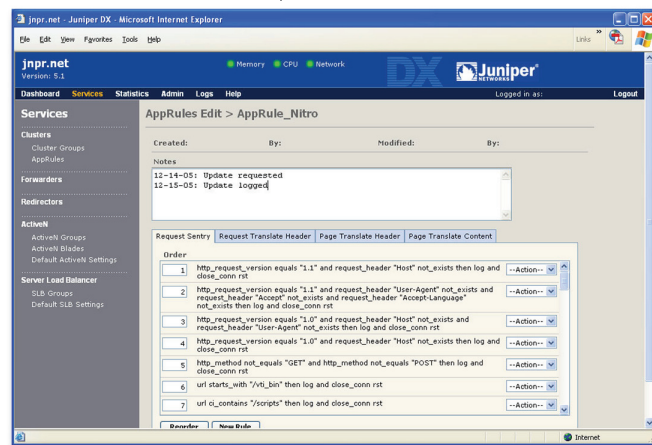 jnpr.net - Juniper DX - Microsoft Internet Explorer
File Edit View Favorites Tools Help
Links »
jnpr.net
Version: 5.1
Memory CPU Network
DX
Juniper
NETWORKS
Dashboard Services Statistics Admin Logs Help
Logged in as:
Logout
Services
Clusters
Cluster Groups
AppRules
Forwarders
Redirectors
ActiveN
ActiveN Groups
ActiveN Blades
Default ActiveN Settings
Server Load Balancer
SLB Groups
Default SLB Settings
AppRules Edit > AppRule_Nitro
Created: By: Modified: By:
Notes
12-14-05: Update requested
12-15-05: Update logged
Request Sentry Request Translate Header Page Translate Header Page Translate Content
Order
1 http_request_version equals "1.1" and request_header "Host" not_exists then log and
close_conn rst
--Action--
2 http_request_version equals "1.1" and request_header "User-Agent" not_exists and
request_header "Accept" not_exists and request_header "Accept-Language"
not_exists then log and close_conn rst
--Action--
3 http_request_version equals "1.0" and request_header "Host" not_exists and
request_header "User-Agent" not_exists then log and close_conn rst
--Action--
4 http_request_version equals "1.0" and request_header "Host" not_exists then log and
close_conn rst
--Action--
5 http_method not_equals "GET" and http_method not_equals "POST" then log and
close_conn rst
--Action--
6 url starts_with "/vti_bin" then log and close_conn rst
--Action--
7 url ci_contains "/scripts" then log and close_conn rst
--Action--
Reorder New Rule
Internet